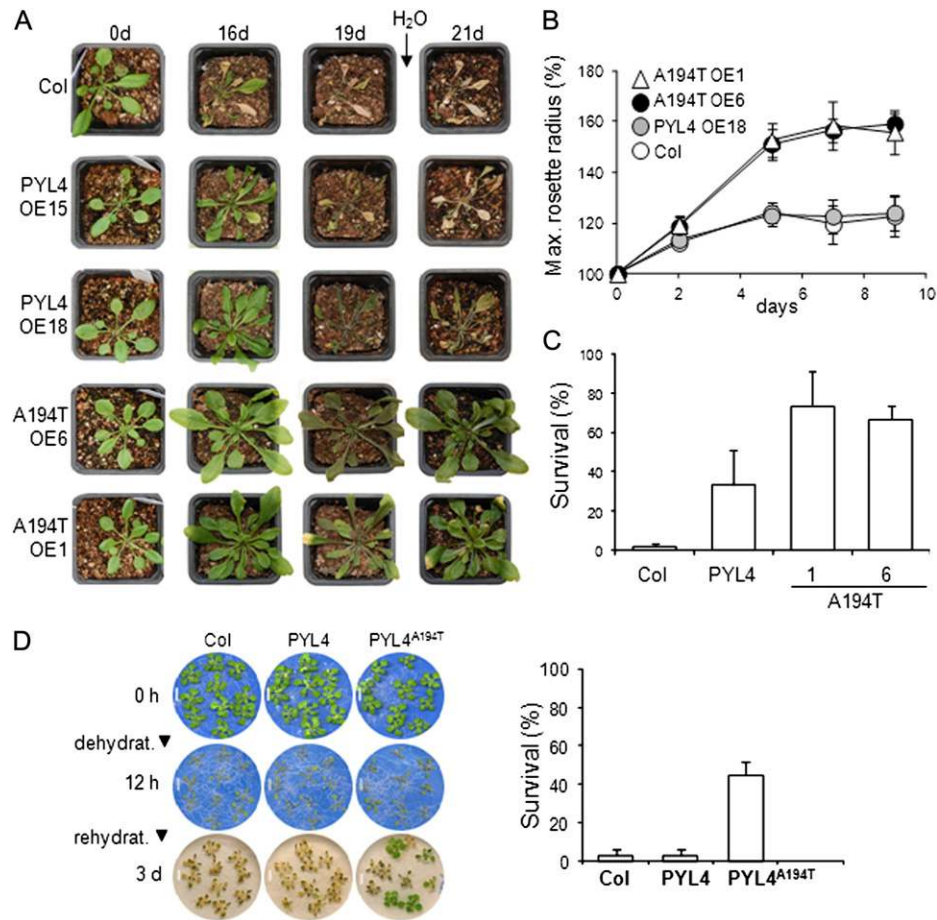 A
H₂O
0d 16d 19d 21d
Col
PYL4
OE15
PYL4
OE18
A194T
OE6
A194T
OE1
B
Max. rosette radius (%)
180
160
140
120
100
0 2 4 6 8 10
days
A194T OE1
A194T OE6
PYL4 OE18
Col
C
Survival (%)
100
80
60
40
20
0
Col PYL4 1 6
A194T
D
Col PYL4 PYL4ᴬ¹⁹⁴ᵀ
0 h
dehydrat.
12 h
rehydrat.
3 d
Survival (%)
100
80
60
40
20
0
Col PYL4 PYL4ᴬ¹⁹⁴ᵀ